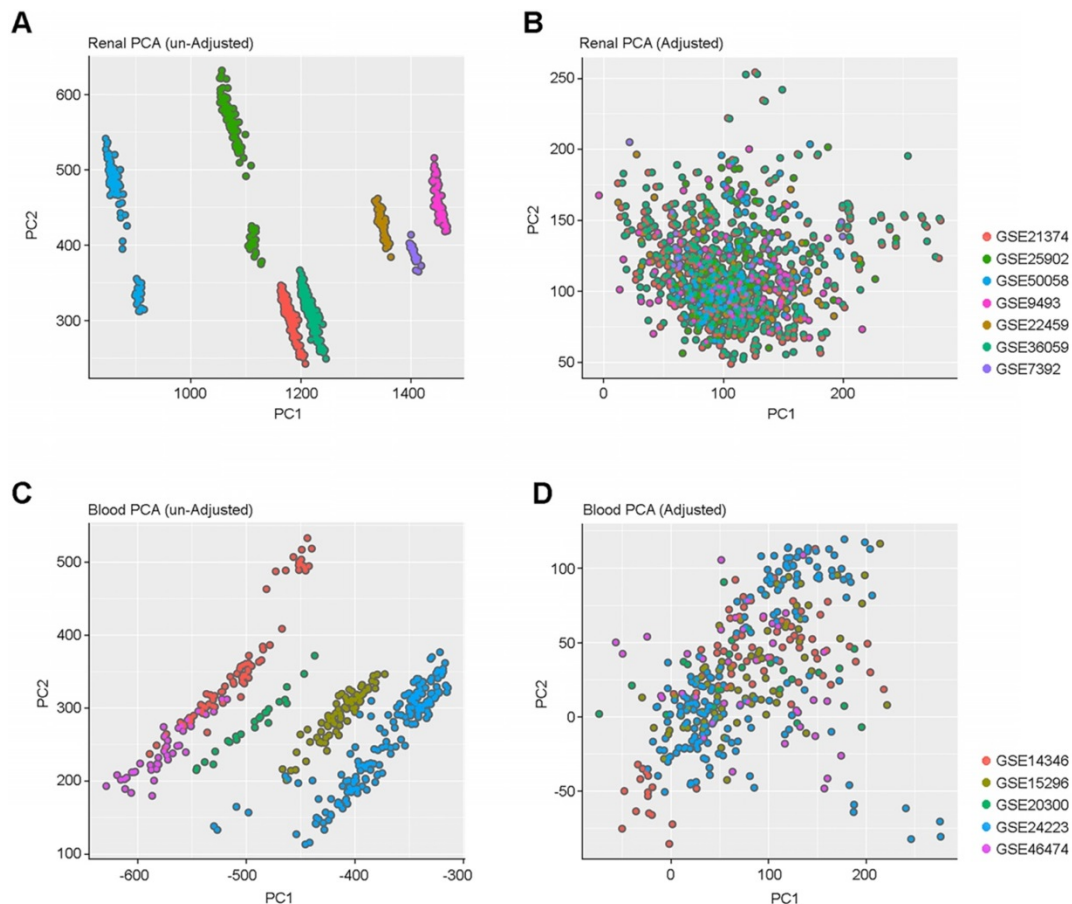 A
Renal PCA (un-Adjusted)
600
500
400
300
PC2
1000
1200
1400
PC1
B
Renal PCA (Adjusted)
250
200
150
100
50
PC2
0
100
200
PC1
GSE21374
GSE25902
GSE50058
GSE9493
GSE22459
GSE36059
GSE7392
C
Blood PCA (un-Adjusted)
500
400
300
200
100
PC2
-600
-500
-400
-300
PC1
D
Blood PCA (Adjusted)
100
50
0
-50
PC2
0
100
200
PC1
GSE14346
GSE15296
GSE20300
GSE24223
GSE46474